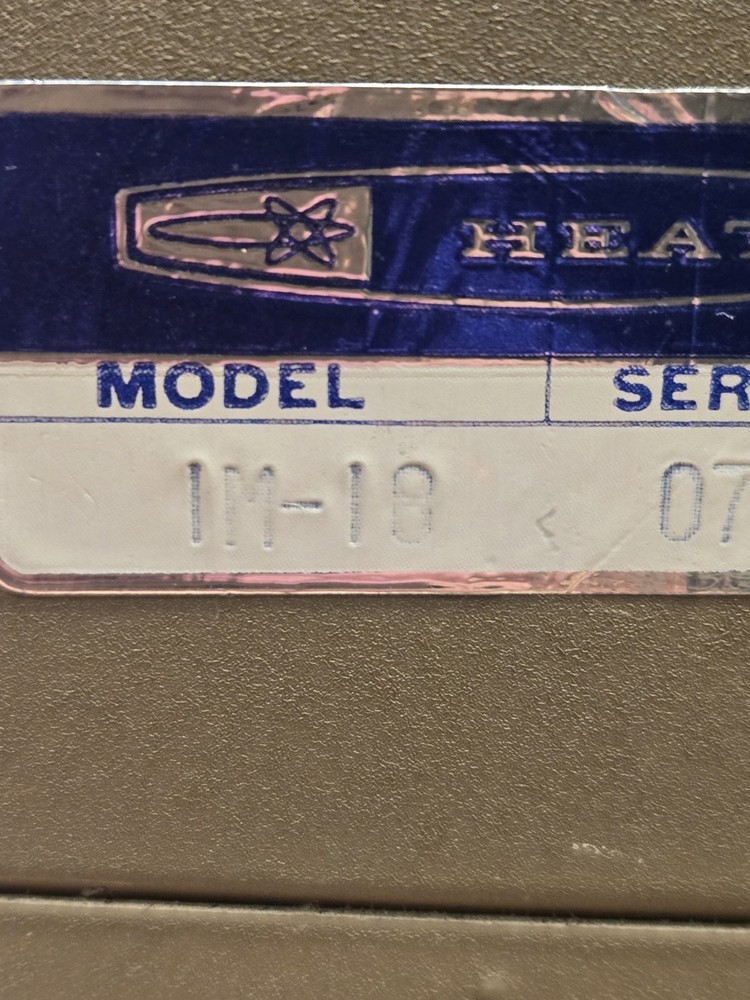 HEAT
MODEL SER
IM-18 07